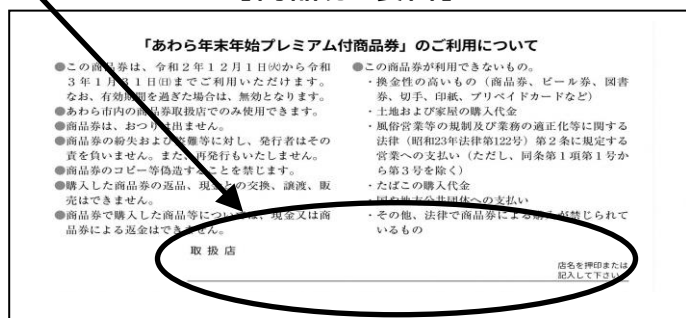 「あわら年末年始プレミアム付商品券」のご利用について
●この商品券は、令和2年12月1日㈫から令和
3年1月31日㈰までご利用いただけます。
なお、有効期間を過ぎた場合は、無効となります。
●あわら市内の商品券取扱店でのみ使用できます。
●商品券は、おつりは出ません。
●商品券の紛失および盗難等に対し、発行者はその
責を負いません。また、再発行もいたしません。
●商品券のコピー等偽造することを禁じます。
●購入した商品券の返品、現金との交換、譲渡、販
売はできません。
●商品券で購入した商品等については、現金又は商
品券による返金はできません。
●この商品券が利用できないもの。
・換金性の高いもの（商品券、ビール券、図書
券、切手、印紙、プリペイドカードなど）
・土地および家屋の購入代金
・風俗営業等の規制及び業務の適正化等に関する
法律（昭和23年法律第122号）第2条に規定する
営業への支払い（ただし、同条第1項第1号か
ら第3号を除く）
・たばこの購入代金
・国や地方公共団体への支払い
・その他、法律で商品券による購入が禁じられて
いるもの
取扱店
店名を押印または
記入して下さい